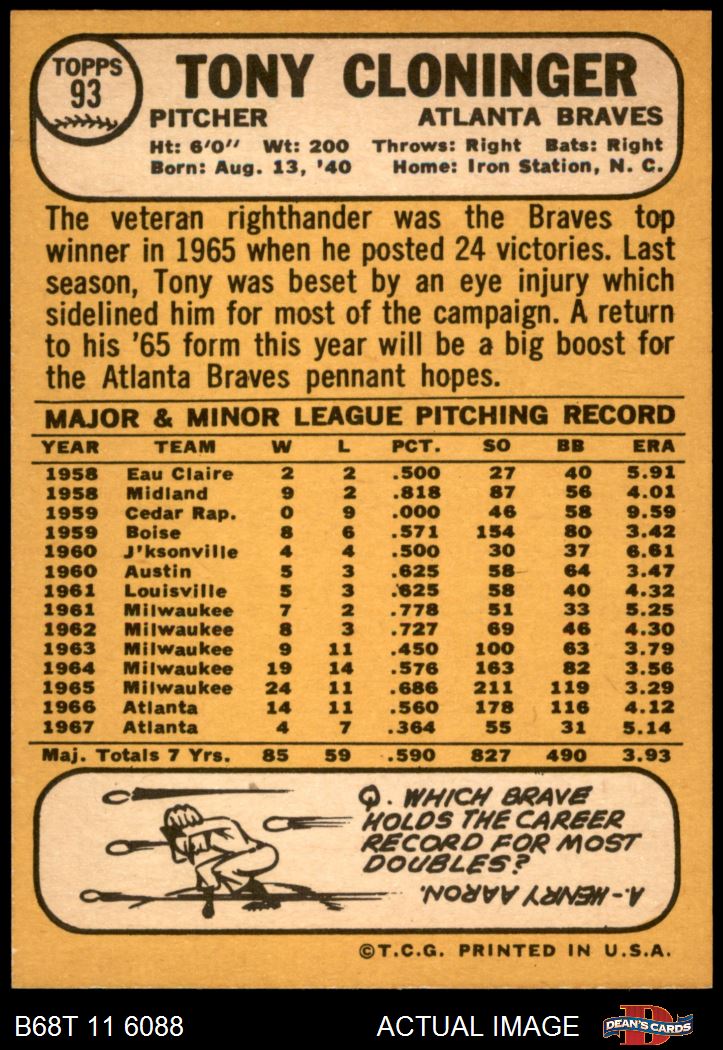 TOPPS
93
TONY CLONINGER
PITCHER ATLANTA BRAVES
Ht: 6'0" Wt: 200 Throws: Right Bats: Right
Born: Aug. 13, '40 Home: Iron Station, N. C.
The veteran righthander was the Braves top
winner in 1965 when he posted 24 victories. Last
season, Tony was beset by an eye injury which
sidelined him for most of the campaign. A return
to his '65 form this year will be a big boost for
the Atlanta Braves pennant hopes.
MAJOR & MINOR LEAGUE PITCHING RECORD
YEAR TEAM W L PCT. SO BB ERA
1958 Eau Claire 2 2 .500 27 40 5.91
1958 Midland 9 2 .818 87 56 4.01
1959 Cedar Rap. 0 9 .000 46 58 9.59
1959 Boise 8 6 .571 154 80 3.42
1960 J'ksonville 4 4 .500 30 37 6.61
1960 Austin 5 3 .625 58 64 3.47
1961 Louisville 5 3 .625 58 40 4.32
1961 Milwaukee 7 2 .778 51 33 5.25
1962 Milwaukee 8 3 .727 69 46 4.30
1963 Milwaukee 9 11 .450 100 63 3.79
1964 Milwaukee 19 14 .576 163 82 3.56
1965 Milwaukee 24 11 .686 211 119 3.29
1966 Atlanta 14 11 .560 178 116 4.12
1967 Atlanta 4 7 .364 55 31 5.14
Maj. Totals 7 Yrs. 85 59 .590 827 490 3.93
Q. WHICH BRAVE
HOLDS THE CAREER
RECORD FOR MOST
DOUBLES?
A-HENRY AARON.
©T.C.G. PRINTED IN U.S.A.
B68T 11 6088 ACTUAL IMAGE
D
DEAN'S CARDS